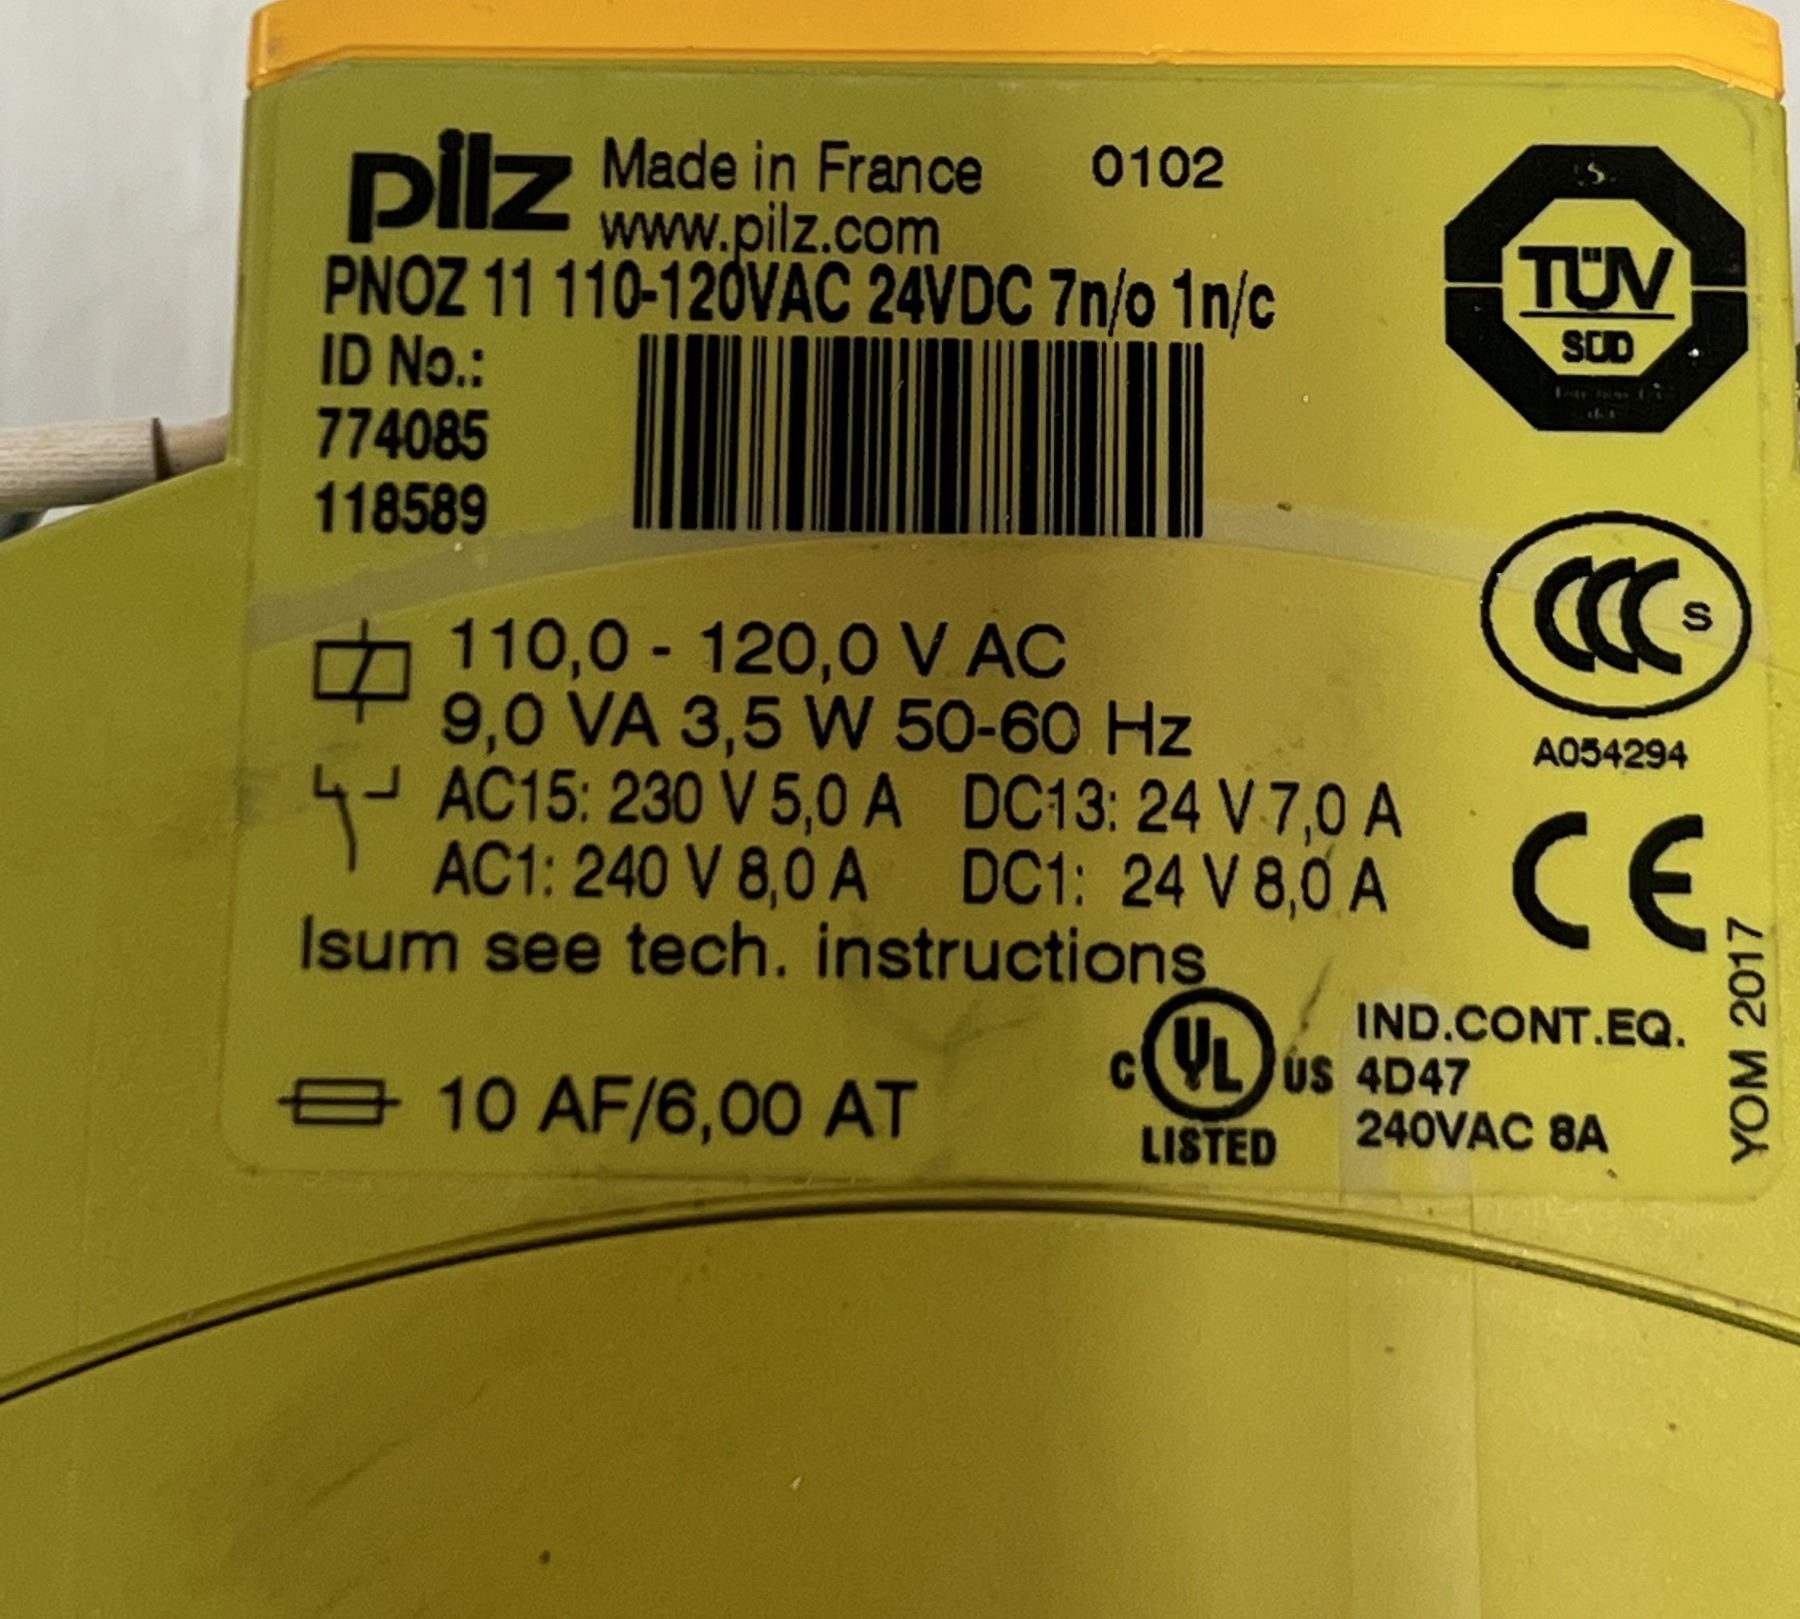 pilz Made in France 0102
www.pilz.com
PNOZ 11 110-120VAC 24VDC 7n/o 1n/c
ID No.:
774085
118589
TÜV
SÜD
CCC S
A054294
110,0 - 120,0 V AC
9,0 VA 3,5 W 50-60 Hz
AC15: 230 V 5,0 A DC13: 24 V 7,0 A
AC1: 240 V 8,0 A DC1: 24 V 8,0 A
CE
Isum see tech. instructions
10 AF/6,00 AT
C UL US
LISTED
IND.CONT.EQ.
4D47
240VAC 8A
YOM 2017